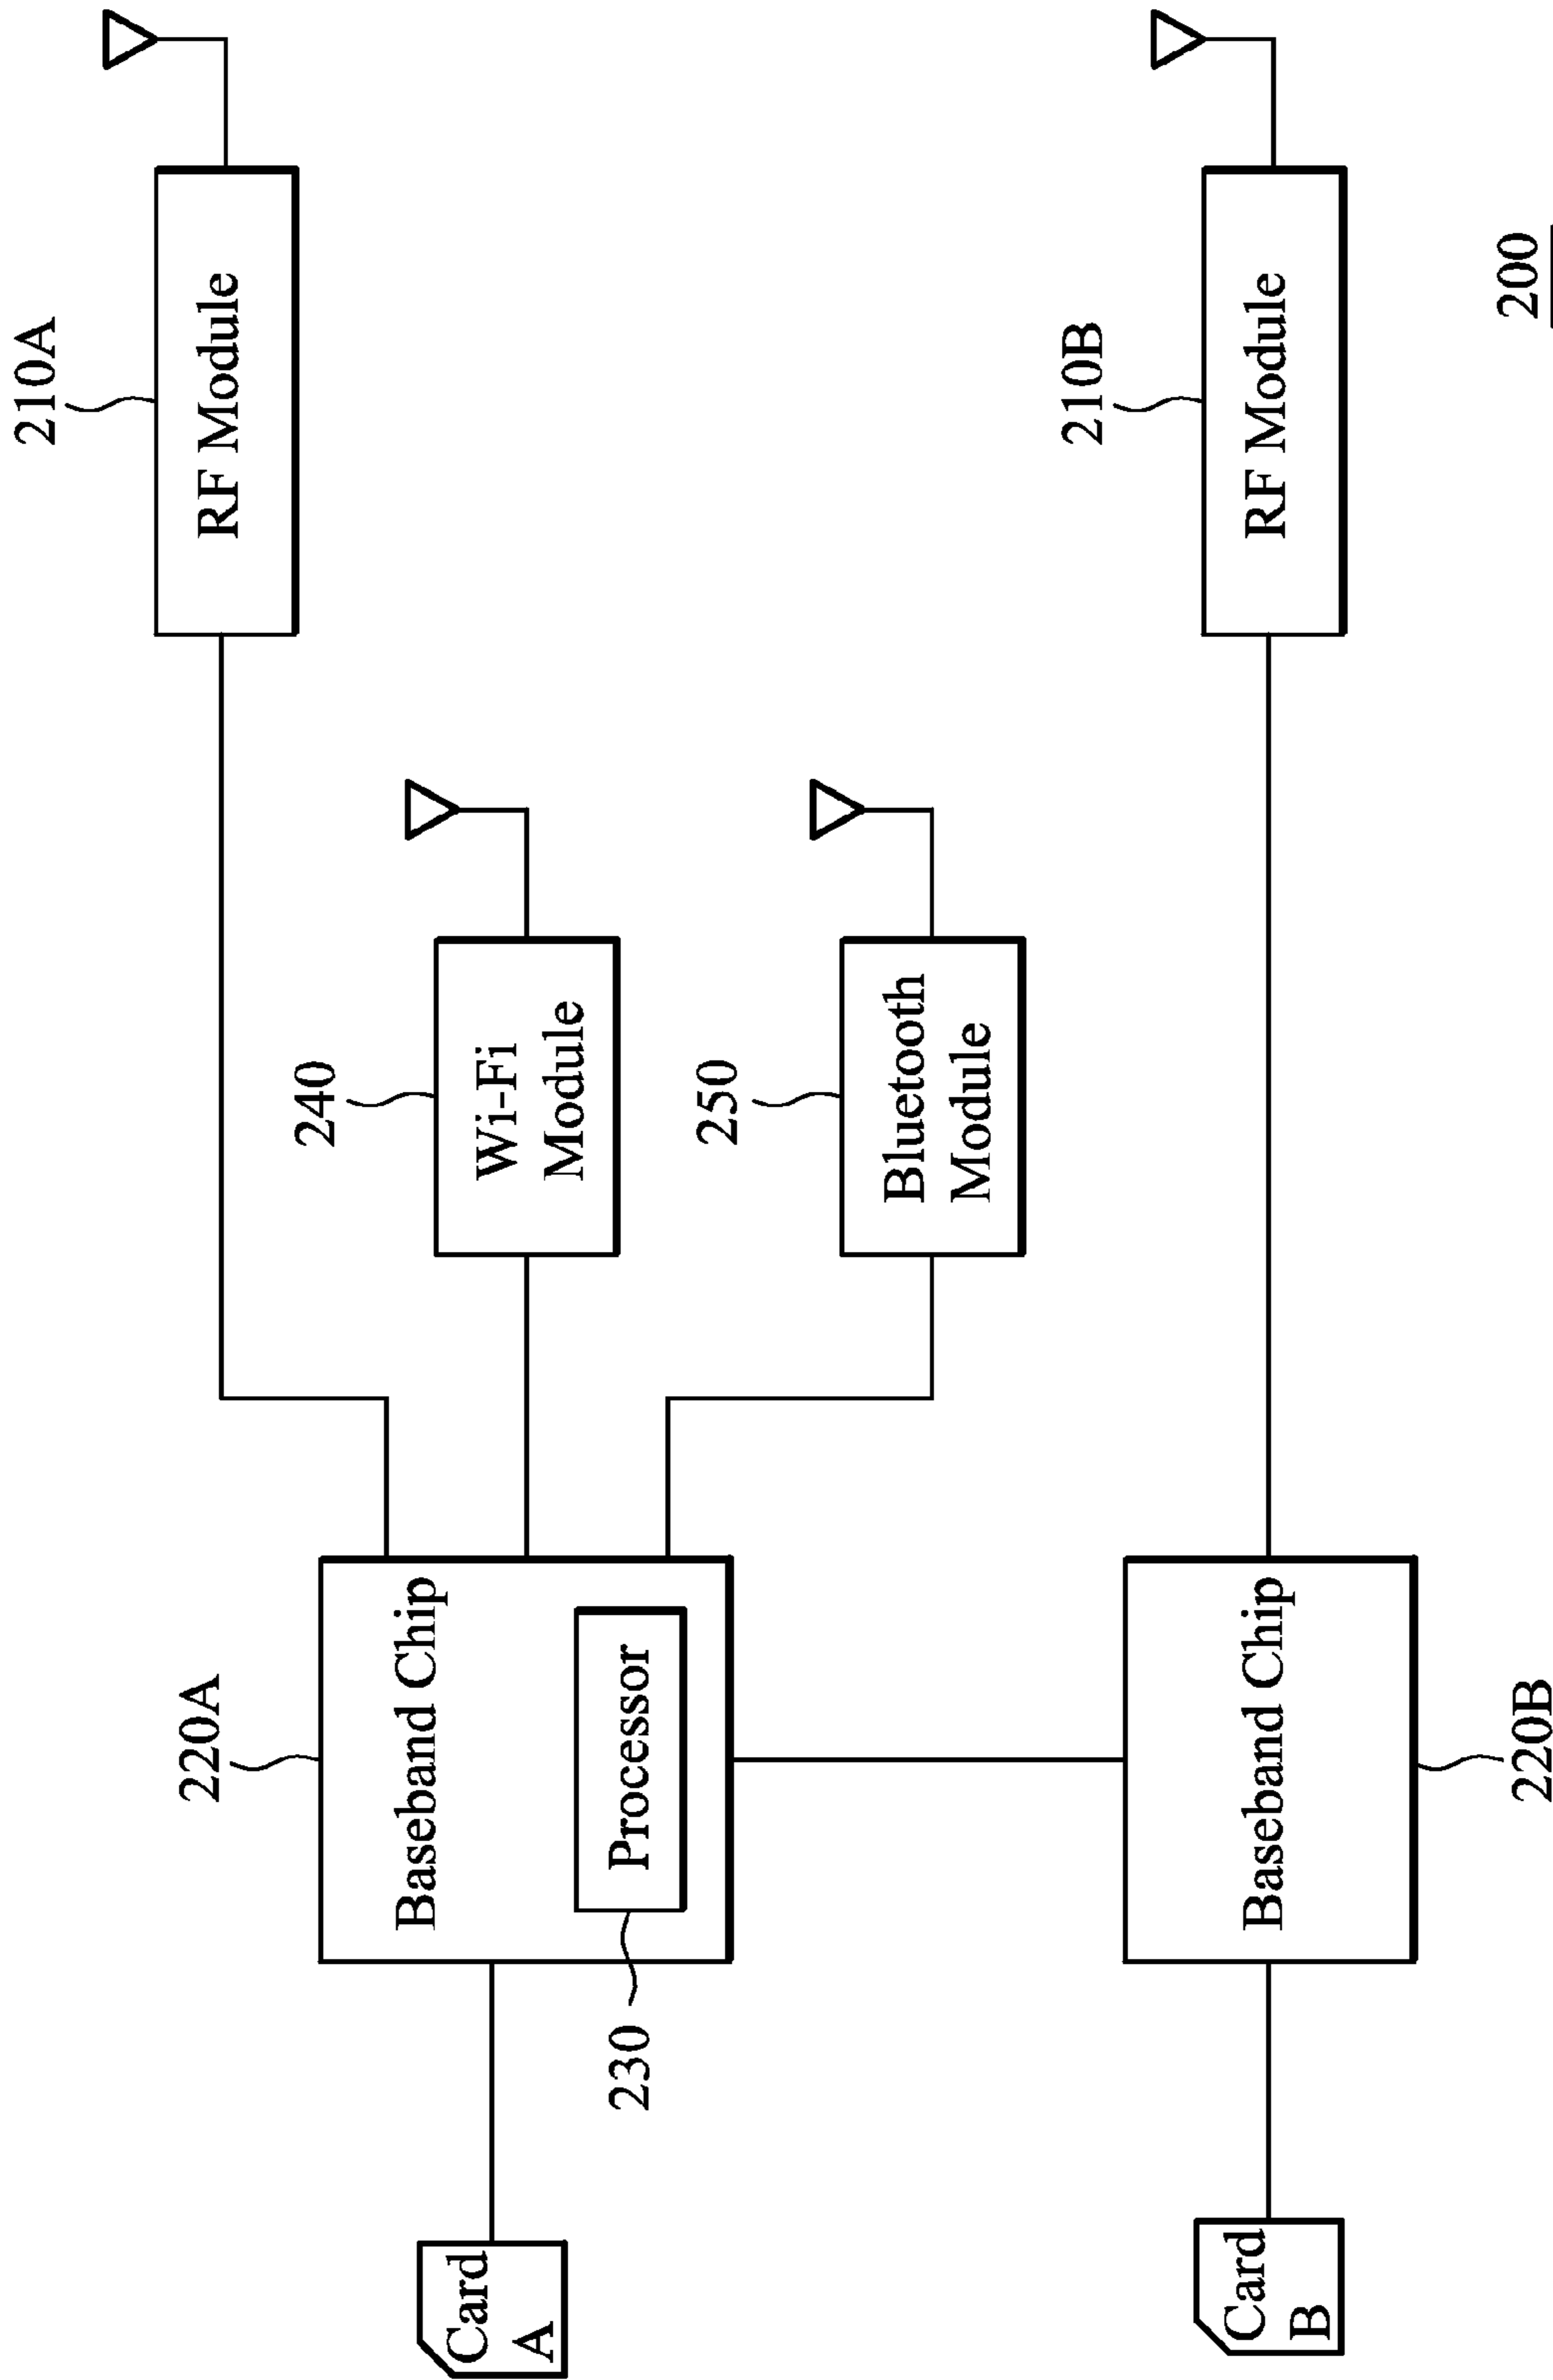 210A
RF Module
240
Wi-Fi
Module
220A
Baseband Chip
Processor
230
Card
A
250
Bluetooth
Module
210B
RF Module
Baseband Chip
220B
Card
B
200